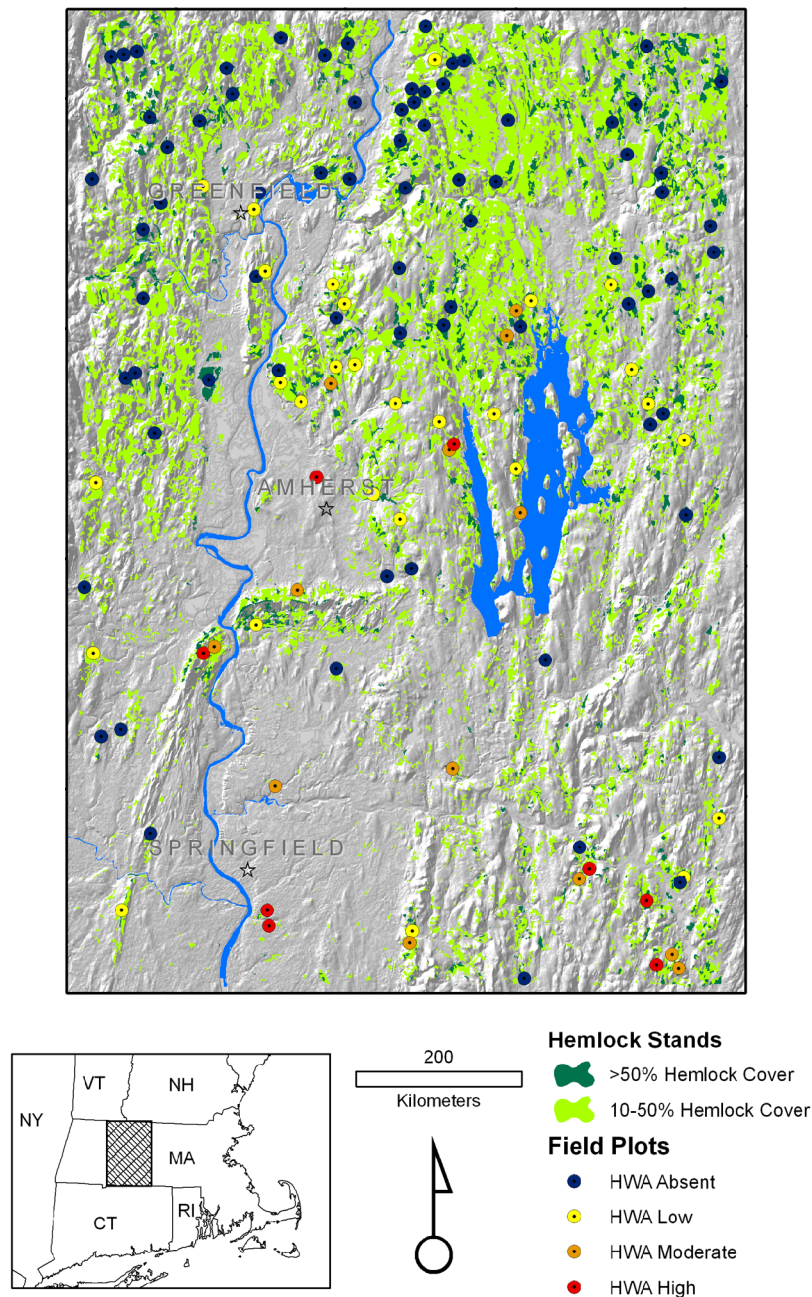 GREENFIELD
AMHERST
SPRINGFIELD
VT
NH
NY
MA
CT
RI
200
Kilometers
Hemlock Stands
>50% Hemlock Cover
10-50% Hemlock Cover
Field Plots
HWA Absent
HWA Low
HWA Moderate
HWA High